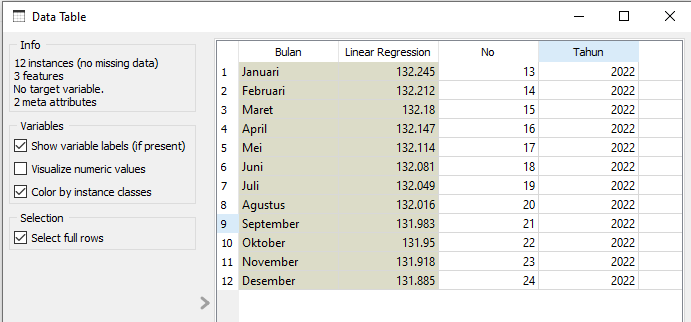 Data Table
Info
12 instances (no missing data)
3 features
No target variable.
2 meta attributes
Variables
Show variable labels (if present)
Visualize numeric values
Color by instance classes
Selection
Select full rows
Bulan Linear Regression No Tahun
1 Januari 132.245 13 2022
2 Februari 132.212 14 2022
3 Maret 132.18 15 2022
4 April 132.147 16 2022
5 Mei 132.114 17 2022
6 Juni 132.081 18 2022
7 Juli 132.049 19 2022
8 Agustus 132.016 20 2022
9 September 131.983 21 2022
10 Oktober 131.95 22 2022
11 November 131.918 23 2022
12 Desember 131.885 24 2022